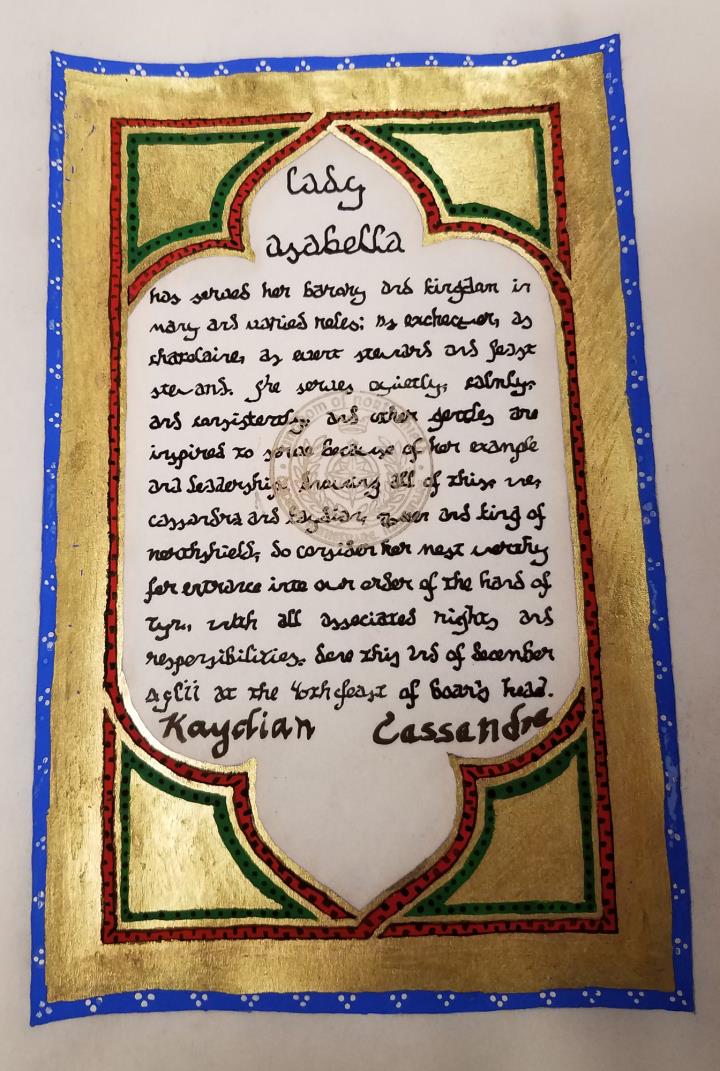 Lady
asabella
has served her barony and kingdom in
many and varied roles; as exchequer, as
chatelaine, as event steward and feast
steward. She serves quietly, calmly,
and consistently, and other gentles are
inspired to serve because of her example
and leadership. Knowing all of this, we,
cassandra and kaydian, queen and king of
northshield, do consider her most worthy
for entrance into our order of the hand of
tyr, with all associated rights and
responsibilities. done this 2nd of december
a s lii at the 40th feast of boar's head.
Kaydian Cassandra